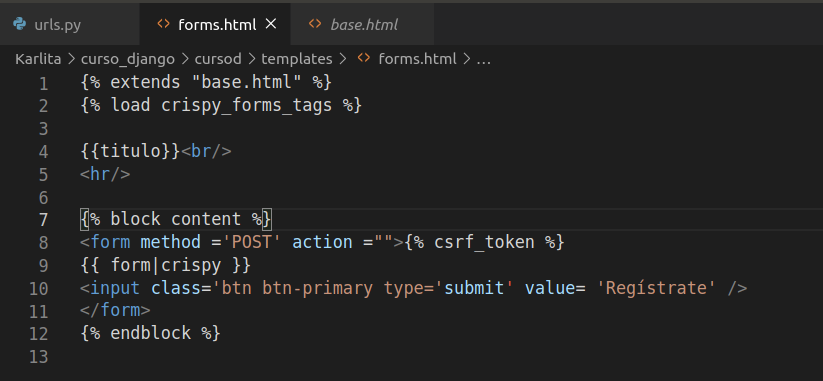 urls.py forms.html × base.html
Karlita > curso_django > cursod > templates > <> forms.html > ...
1 {% extends "base.html" %}
2 {% load crispy_forms_tags %}
3
4 {{titulo}}<br/>
5 <hr/>
6
7 {% block content %}
8 <form method ='POST' action ="">{% csrf_token %}
9 {{ form|crispy }}
10 <input class='btn btn-primary type='submit' value= 'Regístrate' />
11 </form>
12 {% endblock %}
13